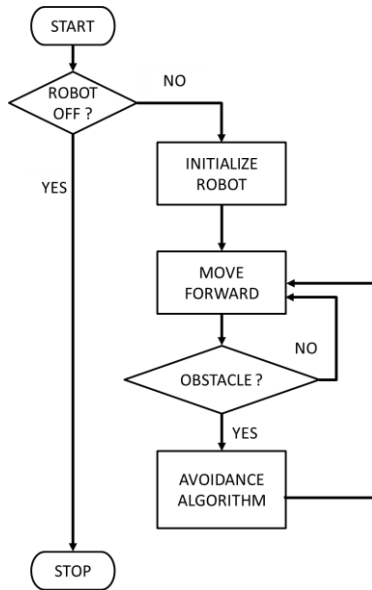 START
ROBOT
OFF ?
NO
YES
INITIALIZE
ROBOT
MOVE
FORWARD
NO
OBSTACLE ?
YES
AVOIDANCE
ALGORITHM
STOP